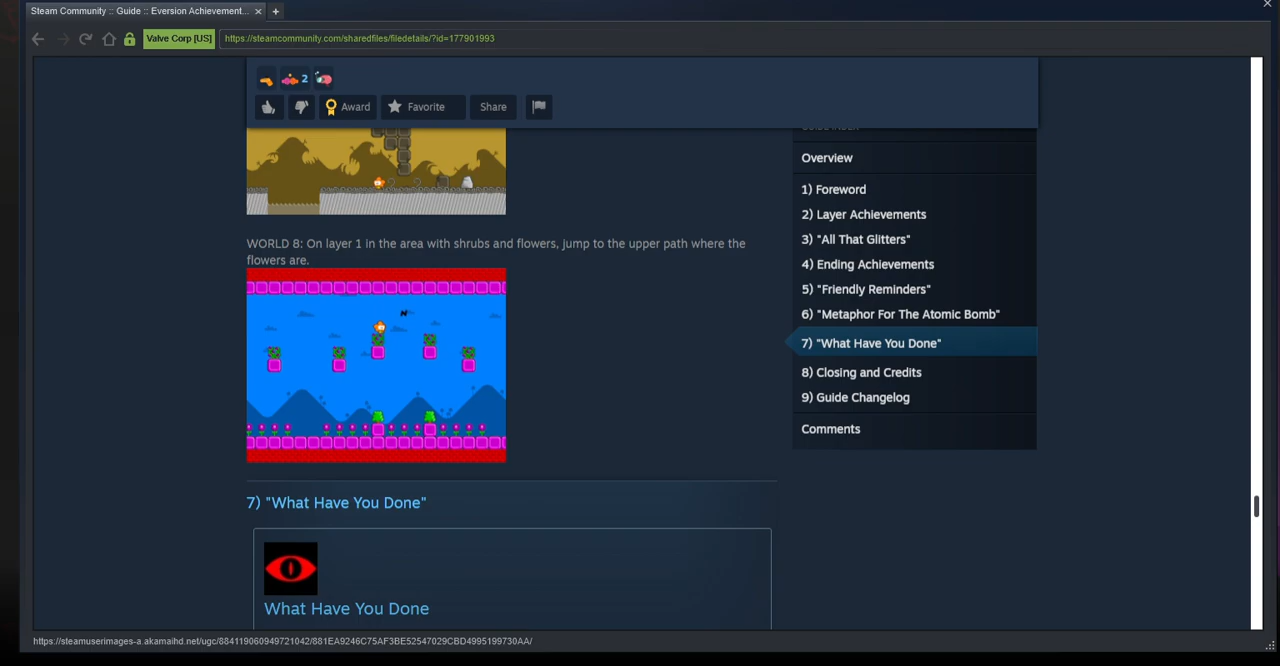 Steam Community :: Guide :: Eversion Achievement...
Valve Corp [US]
https://steamcommunity.com/sharedfiles/filedetails/?id=177901993
2
Award
Favorite
Share
WORLD 8: On layer 1 in the area with shrubs and flowers, jump to the upper path where the
flowers are.
7) "What Have You Done"
What Have You Done
GUIDE INDEX
Overview
1) Foreword
2) Layer Achievements
3) "All That Glitters"
4) Ending Achievements
5) "Friendly Reminders"
6) "Metaphor For The Atomic Bomb"
7) "What Have You Done"
8) Closing and Credits
9) Guide Changelog
Comments
https://steamuserimages-a.akamaihd.net/ugc/884119060949721042/881EA9246C75AF3BE52547029CBD4995199730AA/